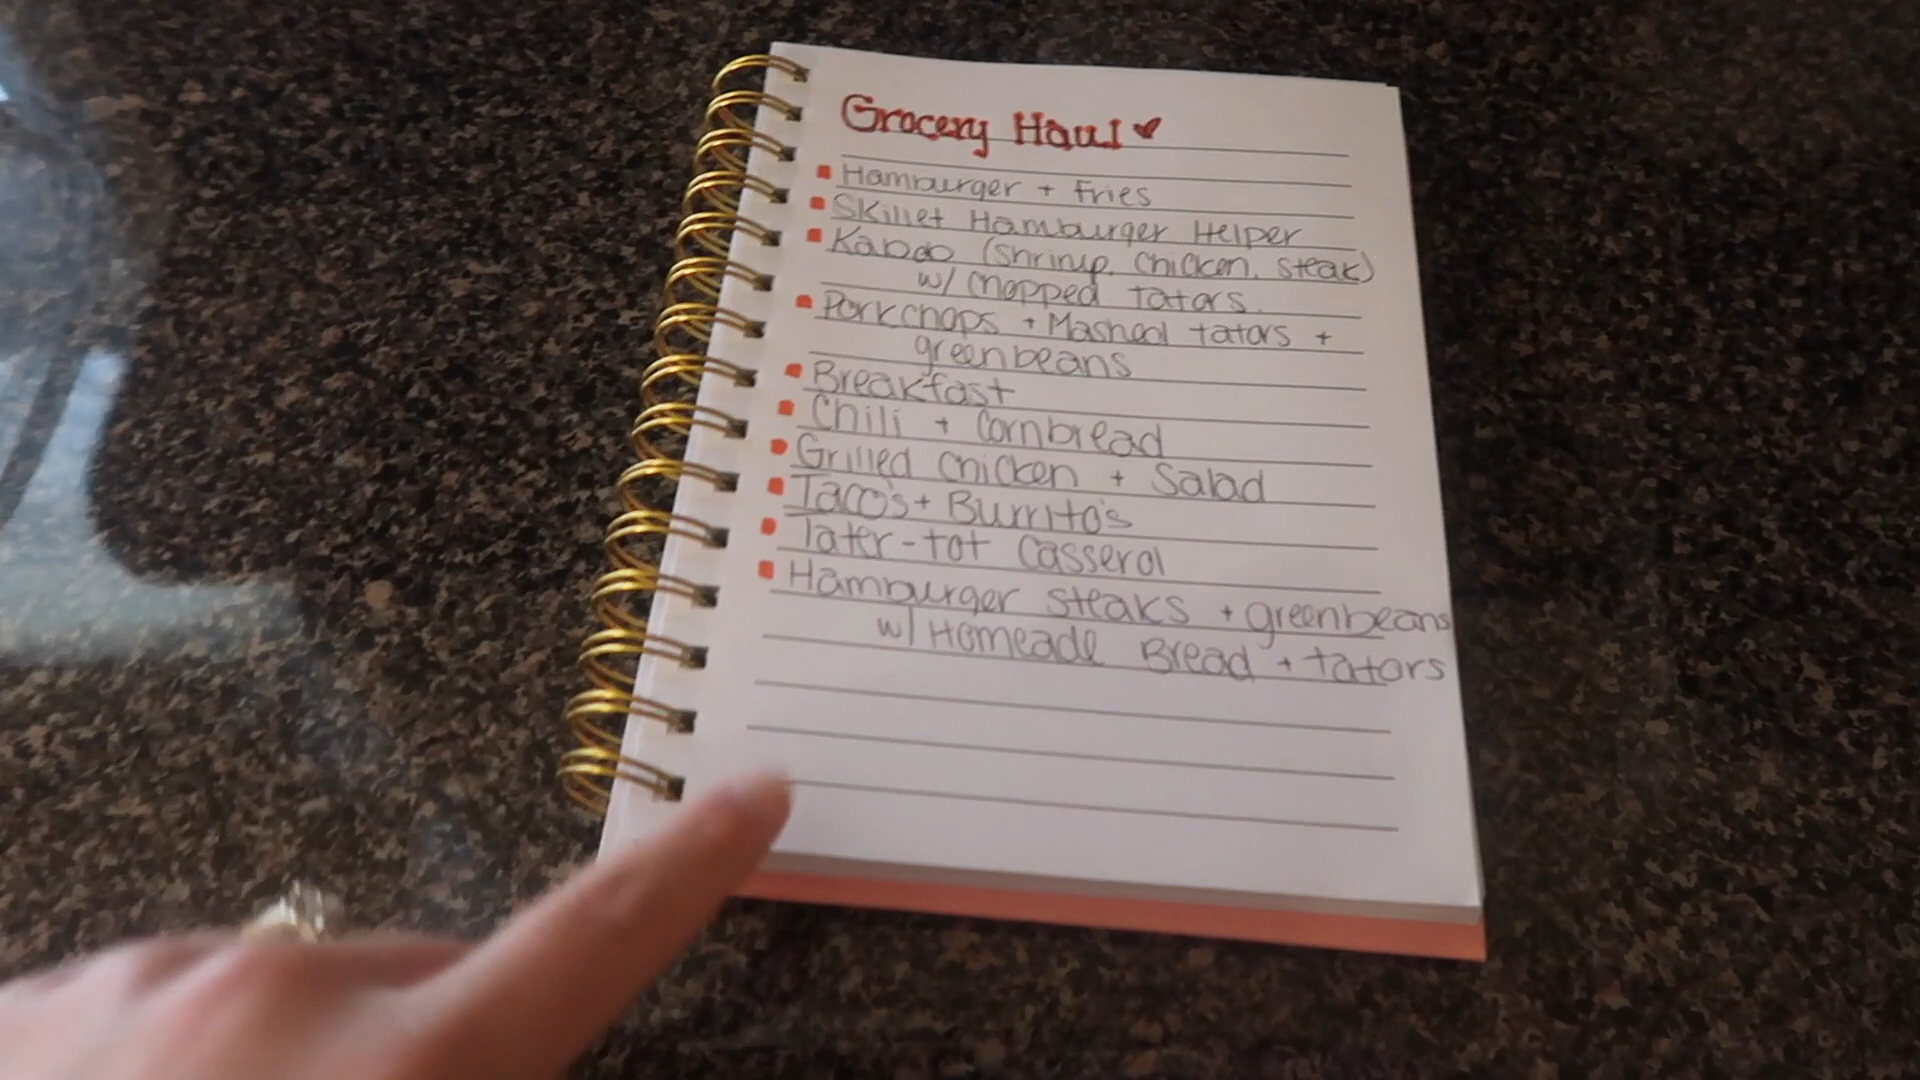 Grocery Haul ♥
Hamburger + fries
Skillet Hamburger Helper
Kabob (Shrimp, Chicken, Steak)
w/ Chopped Tators.
Porkchops + Mashed tators +
greenbeans
Breakfast
Chili + Cornbread
Grilled Chicken + Salad
Taco's + Burrito's
Tater-tot Casserol
Hamburger steaks + greenbeans
w/ Homeade Bread + tators